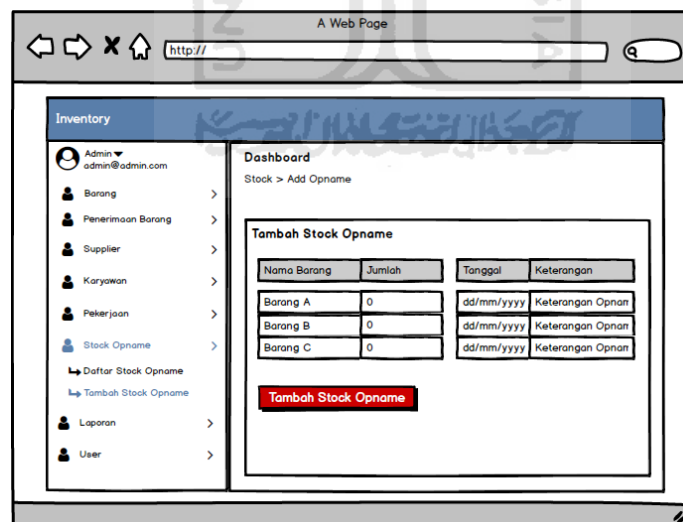 A Web Page
http://
Inventory
Admin
admin@admin.com
Barang
Penerimaan Barang
Supplier
Karyawan
Pekerjaan
Stock Opname
Daftar Stock Opname
Tambah Stock Opname
Laporan
User
Dashboard
Stock > Add Opname
Tambah Stock Opname
Nama Barang Jumlah Tanggal Keterangan
Barang A 0 dd/mm/yyyy Keterangan Opnam
Barang B 0 dd/mm/yyyy Keterangan Opnam
Barang C 0 dd/mm/yyyy Keterangan Opnam
Tambah Stock Opname